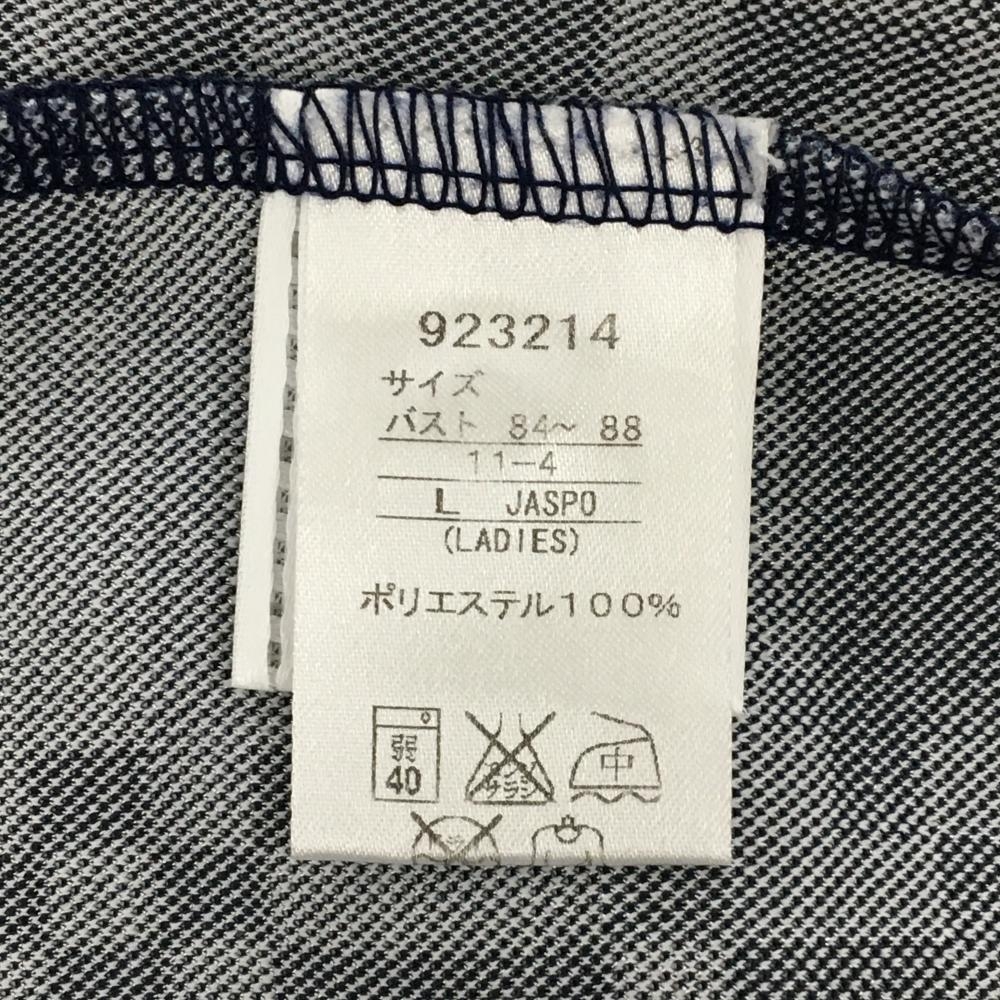 923214
サイズ
バスト 84～ 88
11-4
L JASPO
(LADIES)
ポリエステル100%
弱 中
40